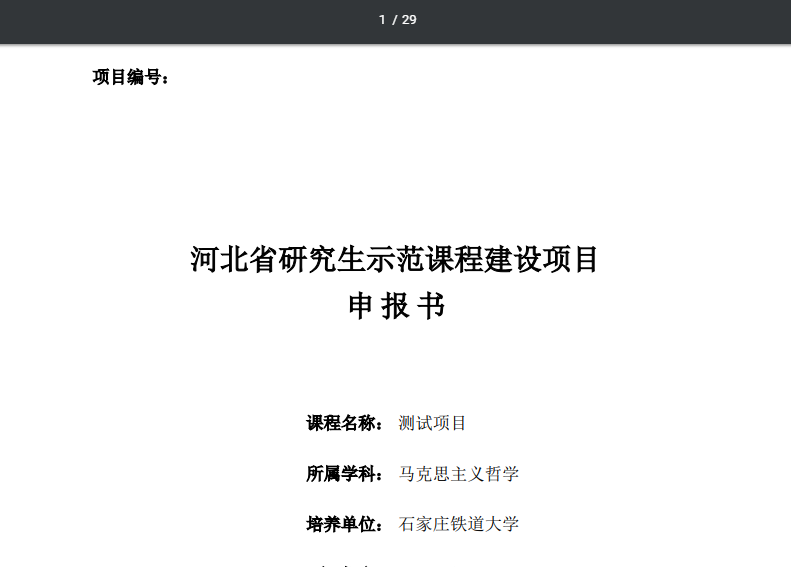 1 / 29
项目编号：
河北省研究生示范课程建设项目
申 报 书
课程名称： 测试项目
所属学科： 马克思主义哲学
培养单位： 石家庄铁道大学